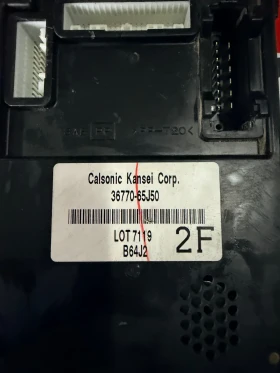 Calsonic Kansei Corp.
36770-65J50
LOT 7119
2F
B64J2